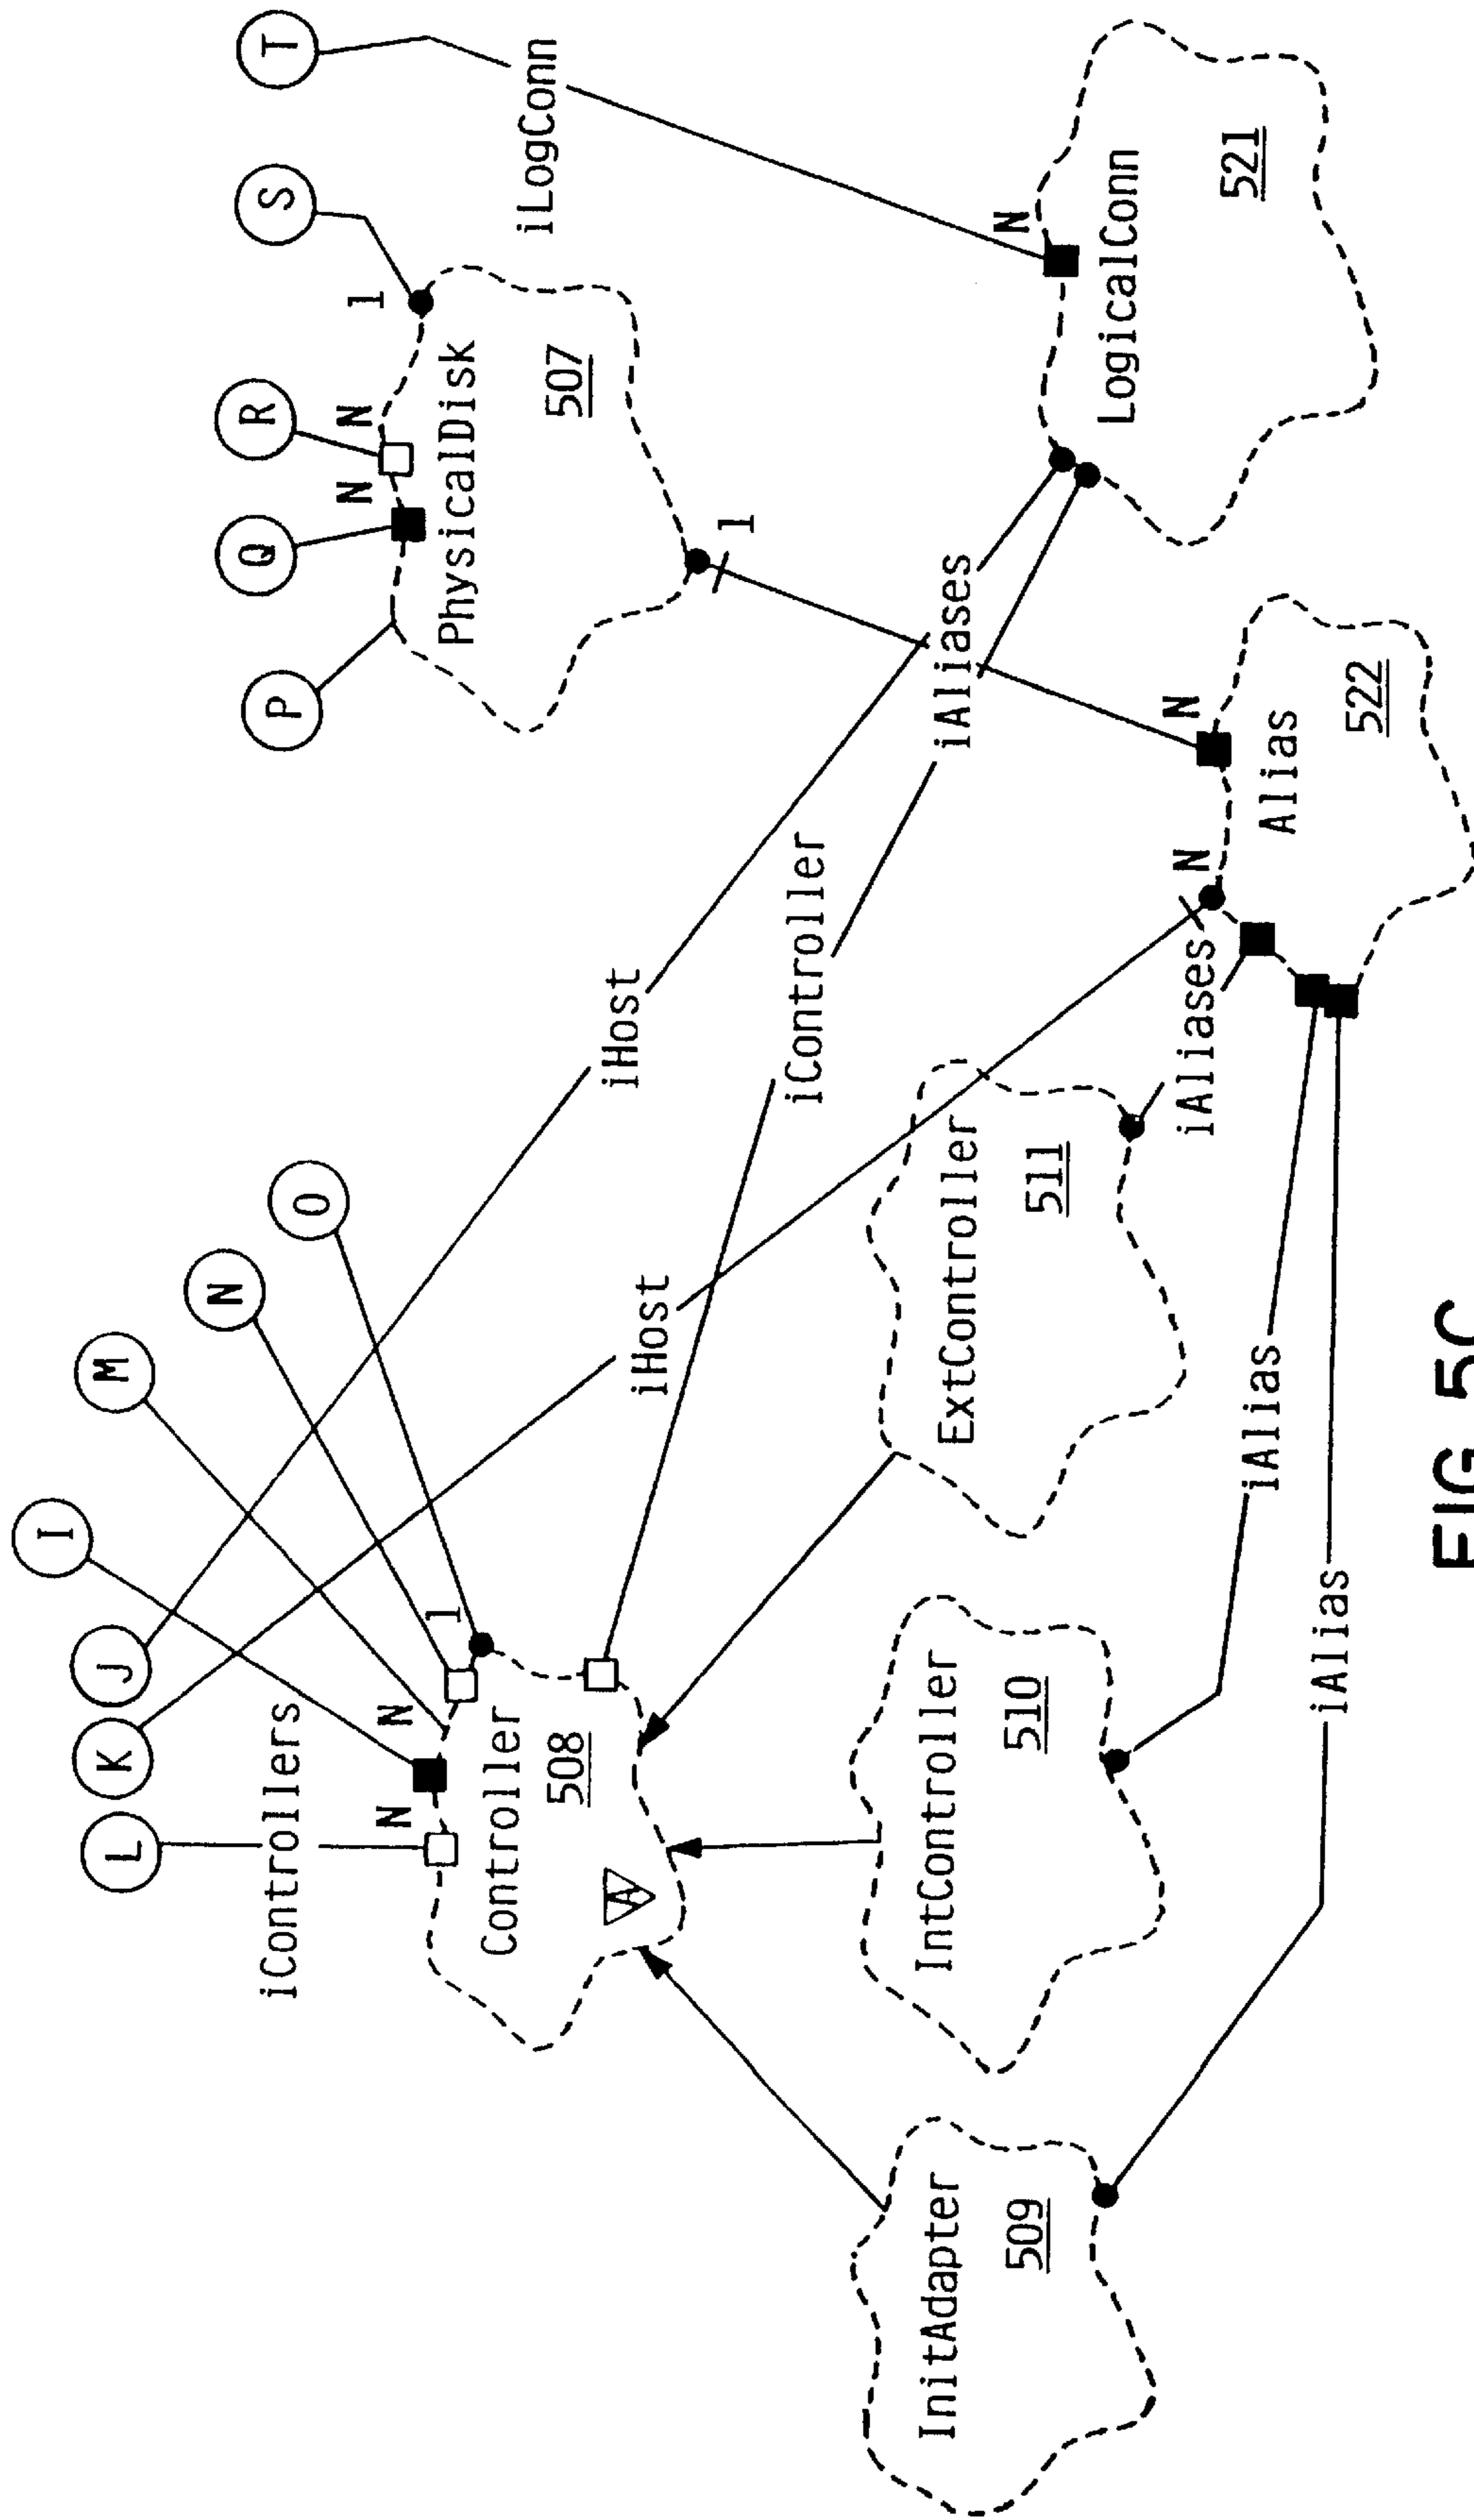 L
K
J
I
M
N
O
P
Q
R
S
T
iControllers
N
N
1
N
N
1
Controller
508
A
PhysicalDisk
507
1
iLogConn
iHost
iHost
iController
iAliases
N
LogicalConn
521
InitAdapter
509
IntController
510
ExtController
511
iAliases
N
N
Alias
522
iAlias
iAlias
FIG. 5C